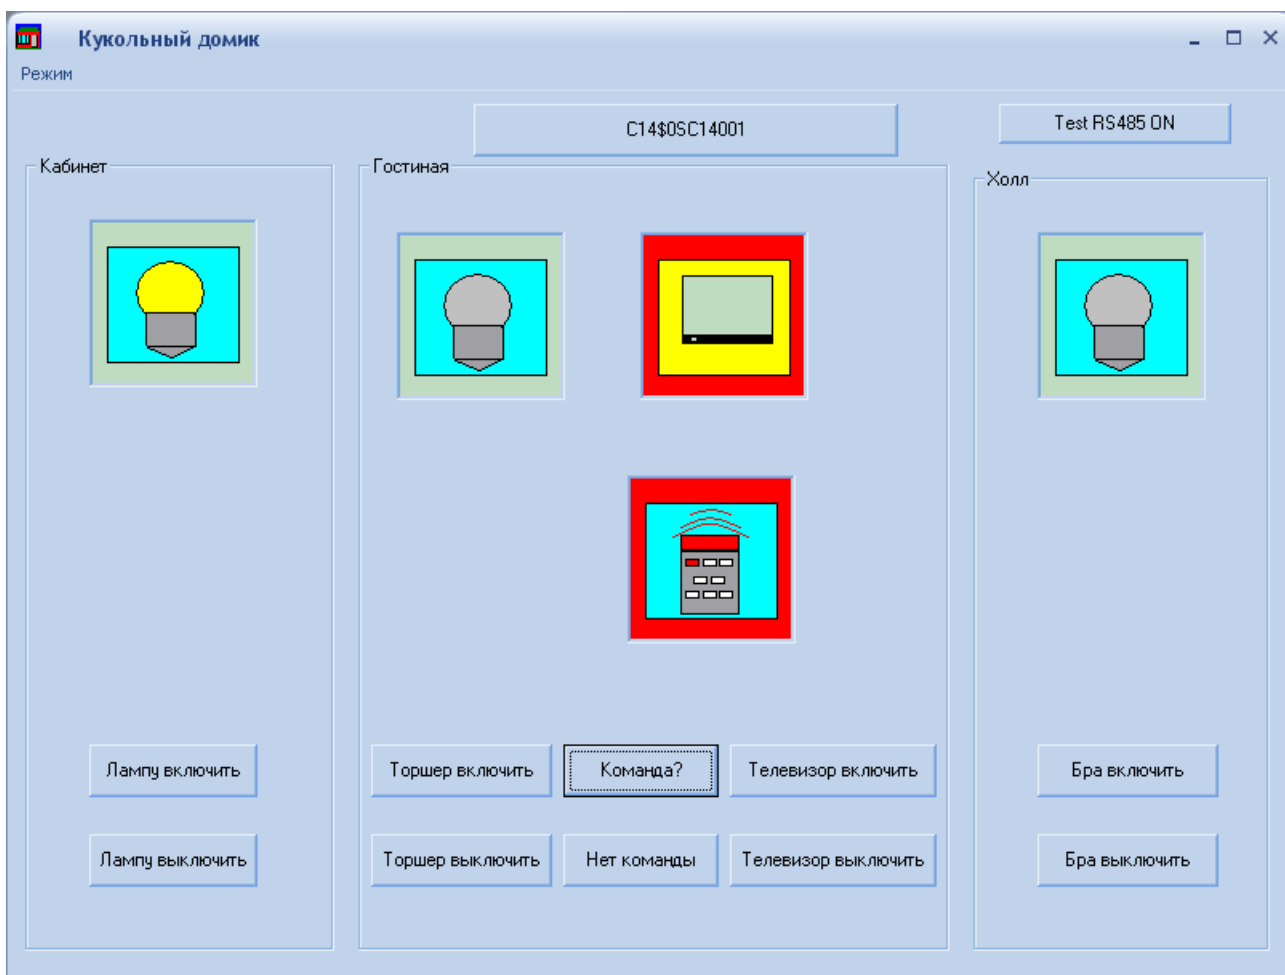 Кукольный домик
Режим
C14$0SC14001
Test RS485 ON
Кабинет
Гостиная
Холл
Лампу включить
Торшер включить
Команда?
Телевизор включить
Бра включить
Лампу выключить
Торшер выключить
Нет команды
Телевизор выключить
Бра выключить